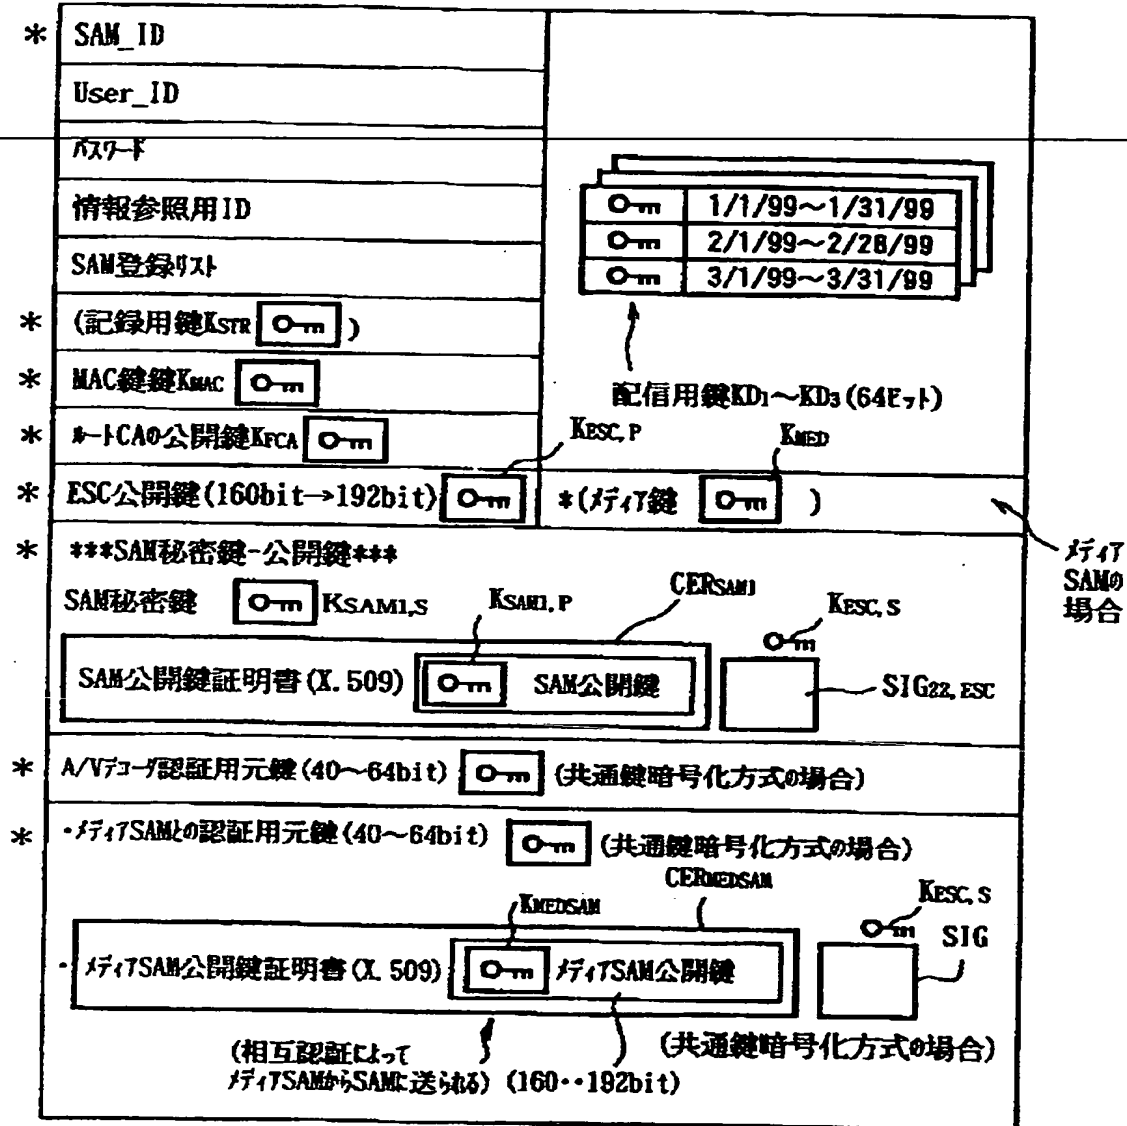 * SAM_ID
User_ID
パスワード
情報参照用ID
SAM登録リスト
* (記録用鍵KSTR )
* MAC鍵鍵KMAC
* ルートCAの公開鍵KFCA
* ESC公開鍵(160bit→192bit)
1/1/99〜1/31/99
2/1/99〜2/28/99
3/1/99〜3/31/99
配信用鍵KD1〜KD3(64ビット)
KESC,P
KMED
*(メディア鍵 )
メディア
SAMの
場合
* ***SAM秘密鍵-公開鍵***
SAM秘密鍵 KSAM1,S
KSAM1,P
CERSAM1
KESC,S
SAM公開鍵証明書(X.509) SAM公開鍵
SIG22,ESC
* A/Vデコーダ認証用元鍵(40〜64bit) (共通鍵暗号化方式の場合)
* ・メディアSAMとの認証用元鍵(40〜64bit) (共通鍵暗号化方式の場合)
KMEDSAM
CERMEDSAM
KESC,S
SIG
・メディアSAM公開鍵証明書(X.509) メディアSAM公開鍵
(相互認証によって
メディアSAMからSAMに送られる)
(160‥192bit)
(共通鍵暗号化方式の場合)